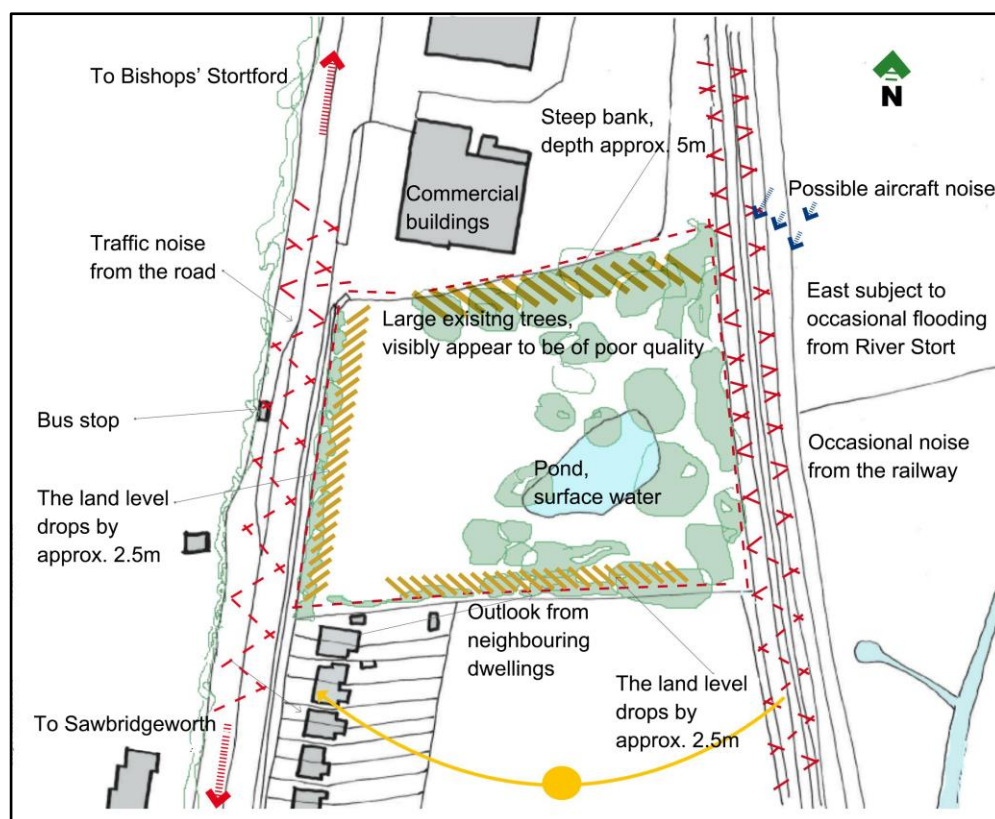 To Bishops' Stortford
N
Steep bank,
depth approx. 5m
Possible aircraft noise
Commercial
buildings
Traffic noise
from the road
East subject to
occasional flooding
from River Stort
Large exisitng trees,
visibly appear to be of poor quality
Bus stop
Occasional noise
from the railway
Pond,
surface water
The land level
drops by
approx. 2.5m
Outlook from
neighbouring
dwellings
The land level
drops by
approx. 2.5m
To Sawbridgeworth